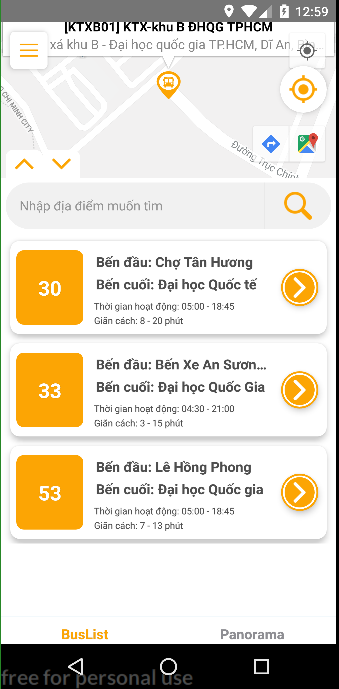 12:59
[KTXB01] KTX-khu B ĐHQG TPHCM
xá khu B - Đại học quốc gia TP.HCM, Dĩ An,
CHI MINH CITY
Đường Trục Chính
Nhập địa điểm muốn tìm
30
Bến đầu: Chợ Tân Hương
Bến cuối: Đại học Quốc tế
Thời gian hoạt động: 05:00 - 18:45
Giãn cách: 8 - 20 phút
33
Bến đầu: Bến Xe An Sươn...
Bến cuối: Đại học Quốc Gia
Thời gian hoạt động: 04:30 - 21:00
Giãn cách: 3 - 15 phút
53
Bến đầu: Lê Hồng Phong
Bến cuối: Đại học Quốc gia
Thời gian hoạt động: 05:00 - 18:45
Giãn cách: 7 - 13 phút
BusList
Panorama
free for personal use